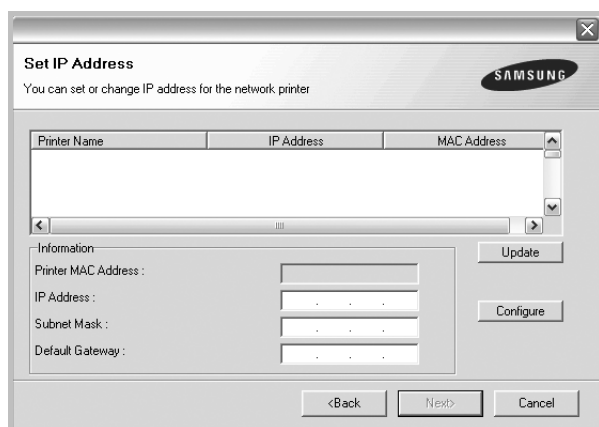 Set IP Address
You can set or change IP address for the network printer
SAMSUNG
Printer Name IP Address MAC Address
Information
Printer MAC Address :
IP Address :
Subnet Mask :
Default Gateway :
Update
Configure
<Back Next> Cancel